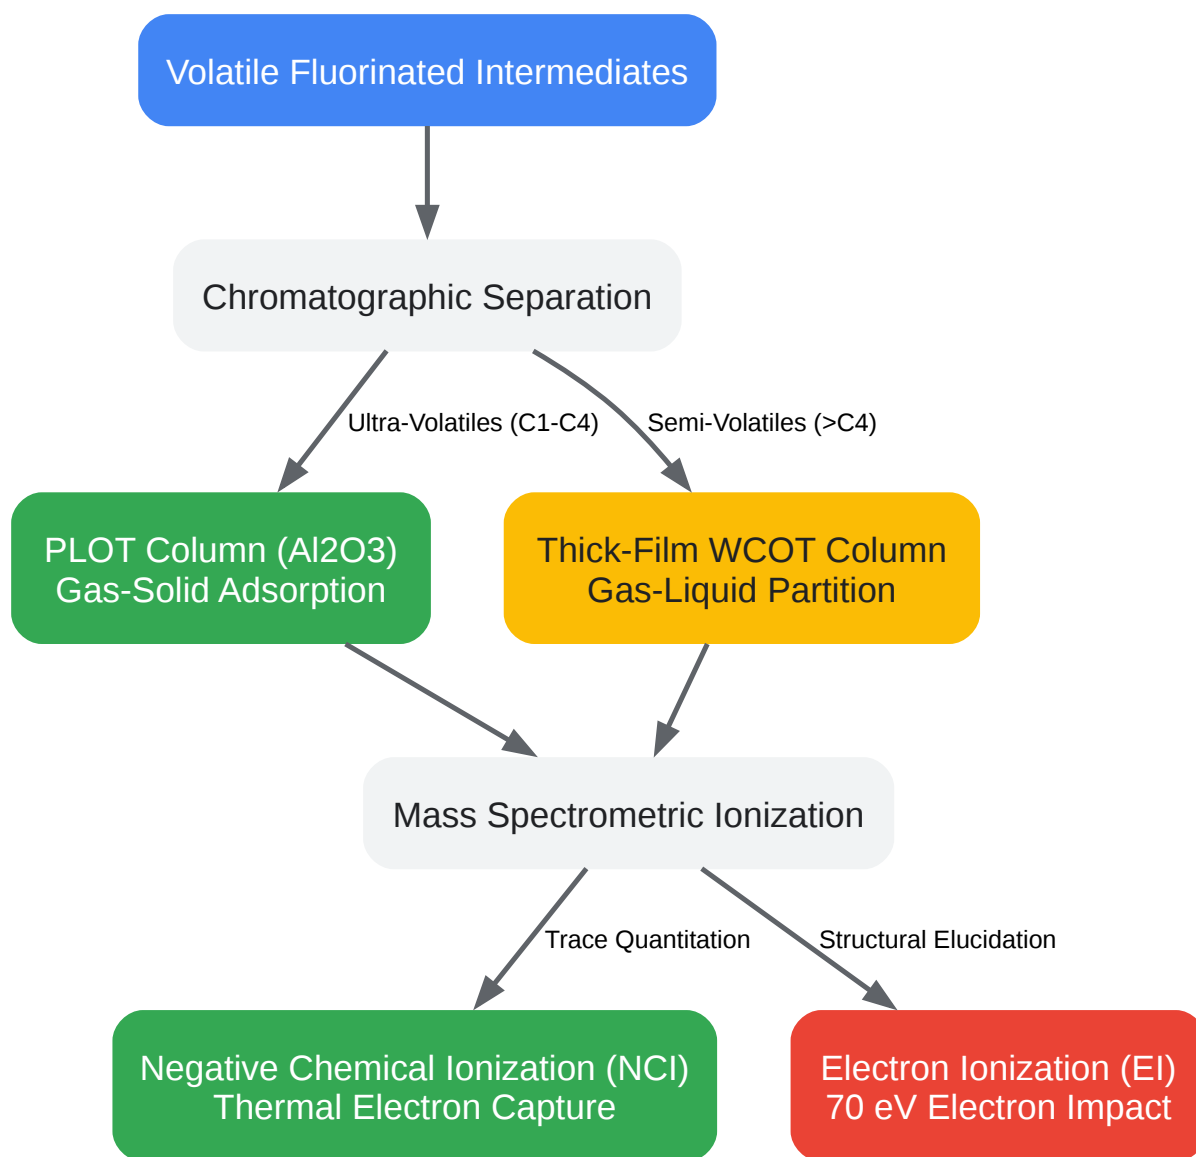 Volatile Fluorinated Intermediates
Chromatographic Separation
Ultra-Volatiles (C1-C4)
Semi-Volatiles (>C4)
PLOT Column (Al2O3)
Gas-Solid Adsorption
Thick-Film WCOT Column
Gas-Liquid Partition
Mass Spectrometric Ionization
Trace Quantitation
Structural Elucidation
Negative Chemical Ionization (NCI)
Thermal Electron Capture
Electron Ionization (EI)
70 eV Electron Impact